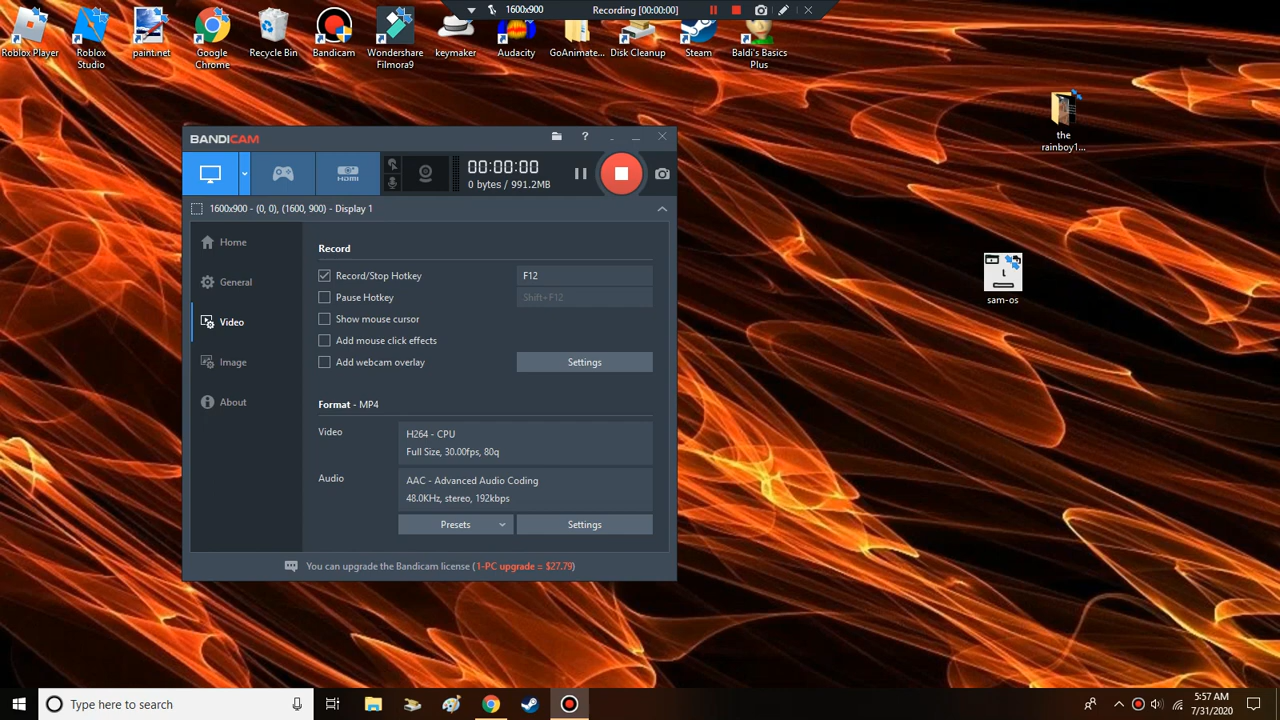 1600x900
Recording [00:00:00]
Roblox Player
Roblox
Studio
paint.net
Google
Chrome
Recycle Bin
Bandicam
Wondershare
Filmora9
keymaker
Audacity
GoAnimate...
Disk Cleanup
Steam
Baldi's Basics
Plus
the
rainboy1...
sam-os
BANDICAM
?
HDMI
00:00:00
0 bytes / 991.2MB
1600x900 - (0, 0), (1600, 900) - Display 1
Home
General
Video
Image
About
Record
Record/Stop Hotkey
F12
Pause Hotkey
Shift+F12
Show mouse cursor
Add mouse click effects
Add webcam overlay
Settings
Format - MP4
Video
H264 - CPU
Full Size, 30.00fps, 80q
Audio
AAC - Advanced Audio Coding
48.0KHz, stereo, 192kbps
Presets
Settings
You can upgrade the Bandicam license (1-PC upgrade = $27.79)
Type here to search
5:57 AM
7/31/2020